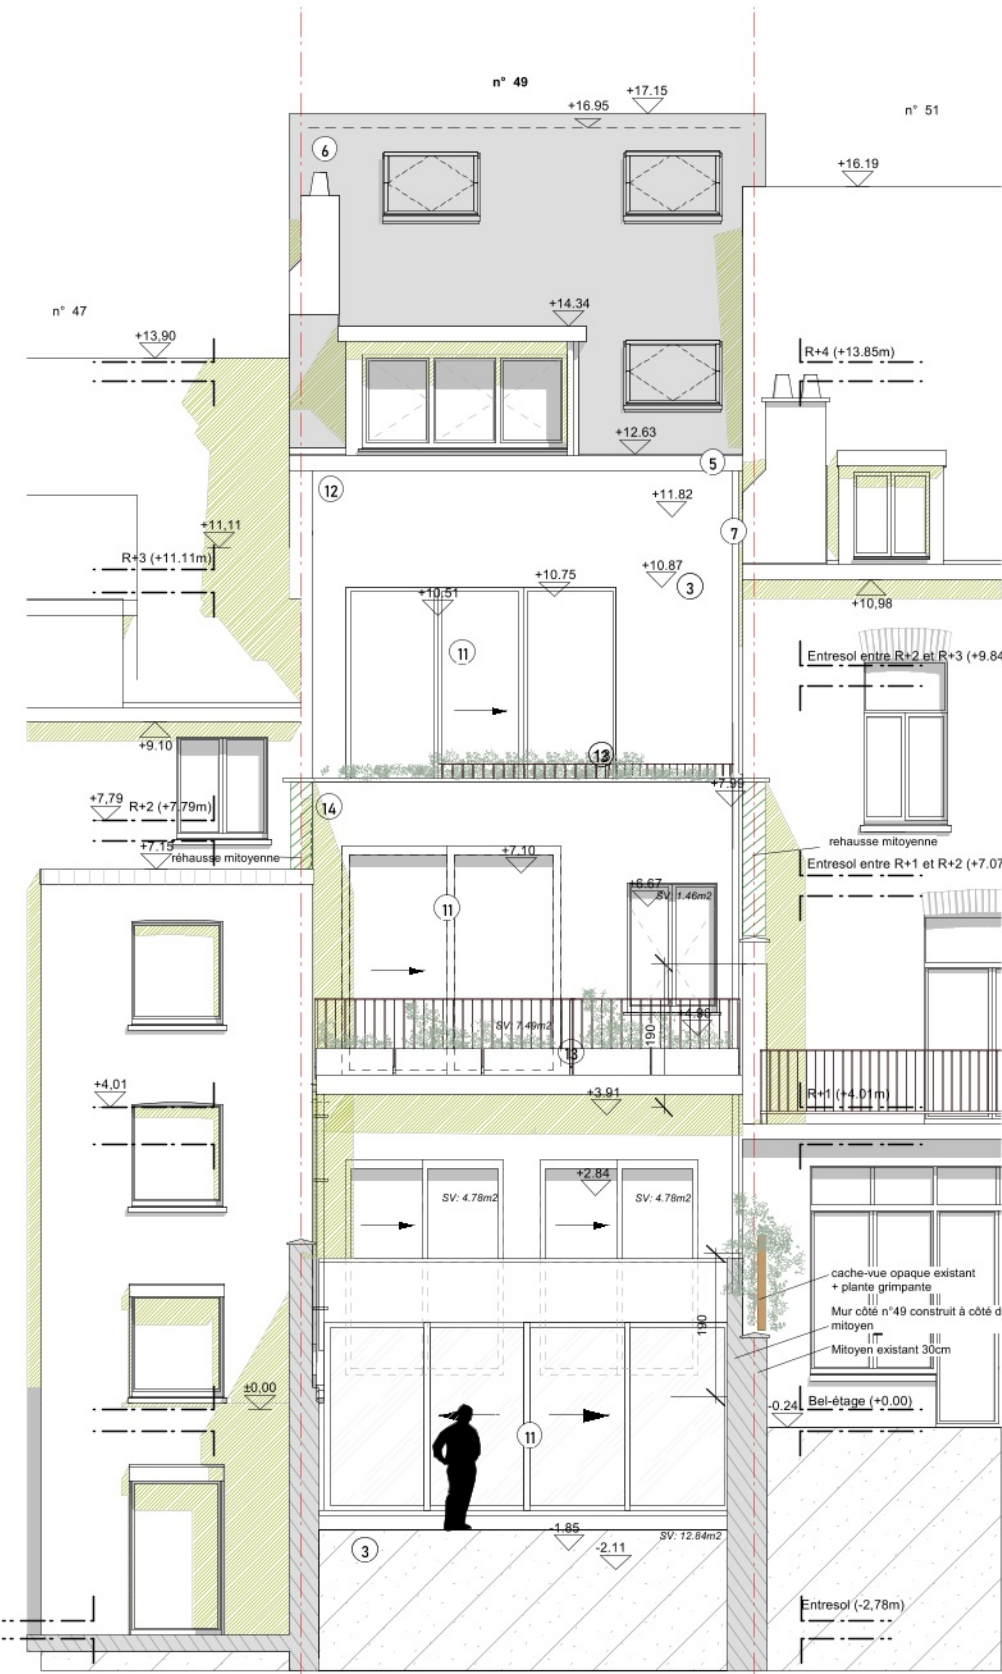 n° 49
+17.15
+16.95
n° 51
6
+16.19
+14.34
n° 47
+13,90
R+4 (+13.85m)
+12.63
5
12
+11.82
+11,11
7
R+3 (+11.11m)
+10.87
+10.75
3
+10.51
+10,98
11
Entresol entre R+2 et R+3 (+9.84
+9.10
+7.99
+7,79
R+2 (+7.79m)
14
+7.15
réhausse mitoyenne
rehausse mitoyenne
+7.10
Entresol entre R+1 et R+2 (+7.07
+6.67
SV: 1.46m2
11
SV: 7.49m2
190
13
+4,01
+3.91
R+1 (+4.01m)
+2.84
SV: 4.78m2
SV: 4.78m2
cache-vue opaque existant
+ plante grimpante
Mur côté n°49 construit à côté d
mitoyen
190
Mitoyen existant 30cm
±0,00
-0.24
Bel-étage (+0.00)
11
-1.85
SV: 12.84m2
3
-2.11
Entresol (-2,78m)